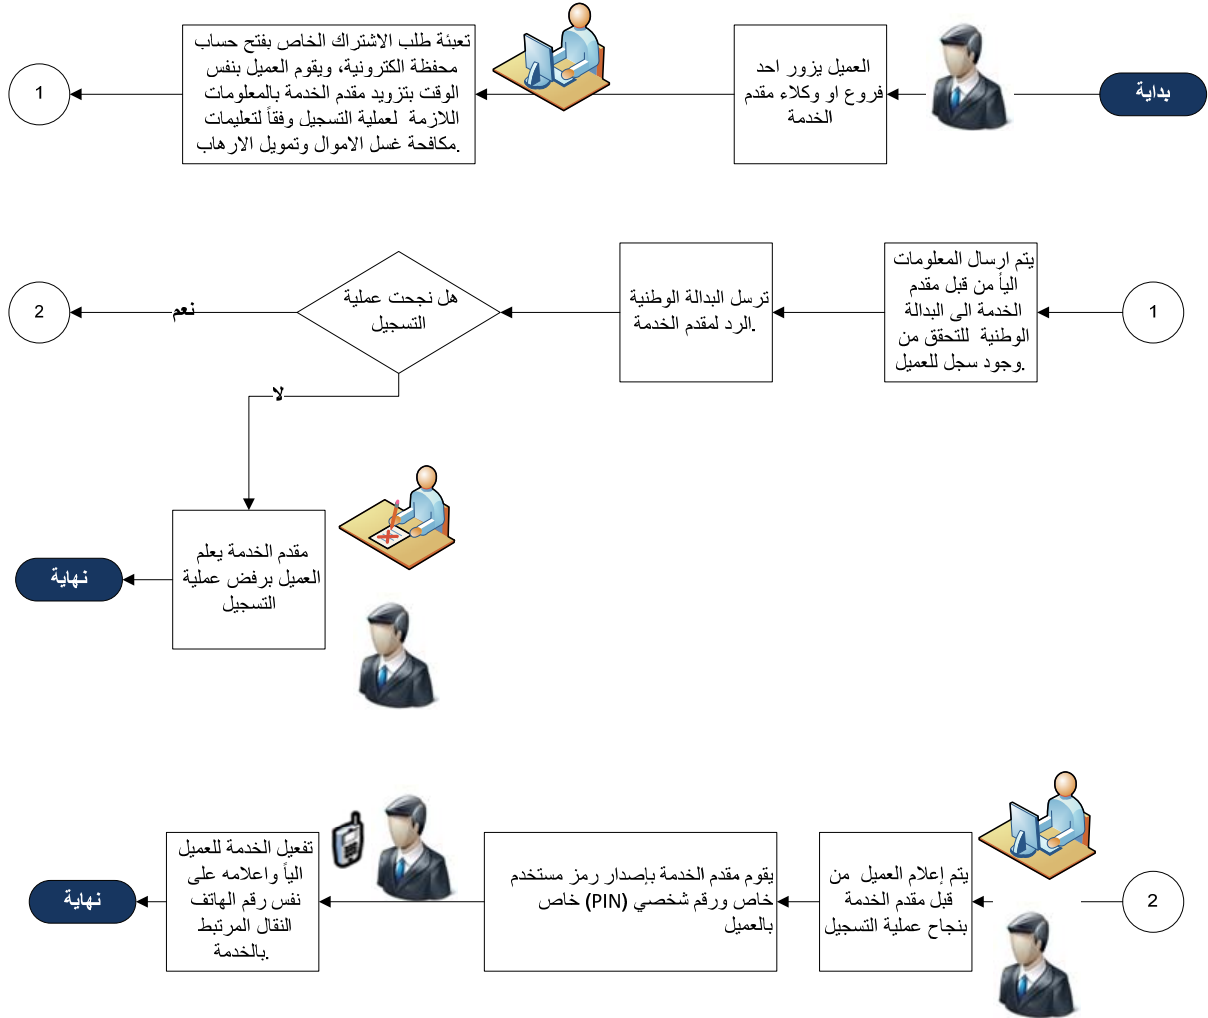 بداية
العميل يزور احد
فروع او وكلاء مقدم
الخدمة
تعبئة طلب الاشتراك الخاص بفتح حساب
محفظة الكترونية، ويقوم العميل بنفس
الوقت بتزويد مقدم الخدمة بالمعلومات
اللازمة لعملية التسجيل وفقاً لتعليمات
مكافحة غسل الاموال وتمويل الارهاب.
1
1
يتم ارسال المعلومات
الياً من قبل مقدم
الخدمة الى البدالة
الوطنية للتحقق من
وجود سجل للعميل.
ترسل البدالة الوطنية
الرد لمقدم الخدمة.
هل نجحت عملية
التسجيل
نعم
2
لا
مقدم الخدمة يعلم
العميل برفض عملية
التسجيل
نهاية
2
يتم إعلام العميل من
قبل مقدم الخدمة
بنجاح عملية التسجيل
يقوم مقدم الخدمة بإصدار رمز مستخدم
خاص ورقم شخصي (PIN) خاص
بالعميل
تفعيل الخدمة للعميل
الياً واعلامه على
نفس رقم الهاتف
النقال المرتبط
بالخدمة.
نهاية